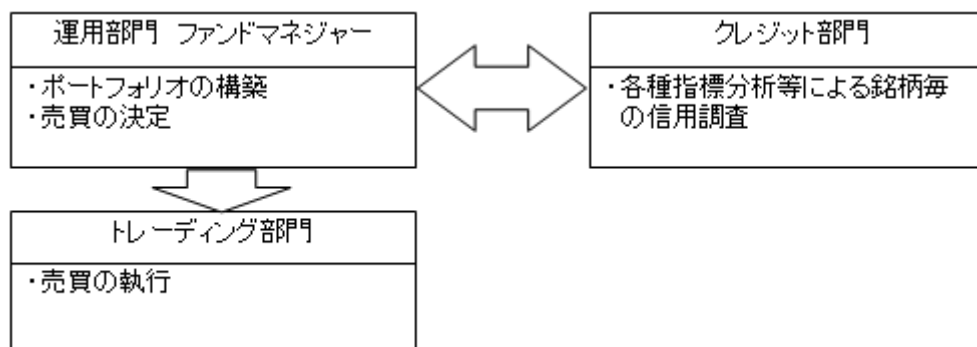 運用部門 ファンドマネジャー
・ポートフォリオの構築
・売買の決定
クレジット部門
・各種指標分析等による銘柄毎
の信用調査
トレーディング部門
・売買の執行